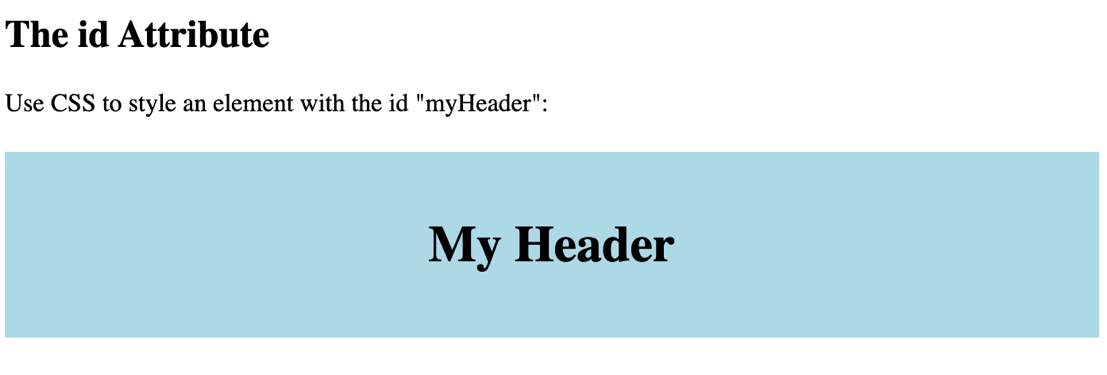 The id Attribute
Use CSS to style an element with the id "myHeader":
My Header